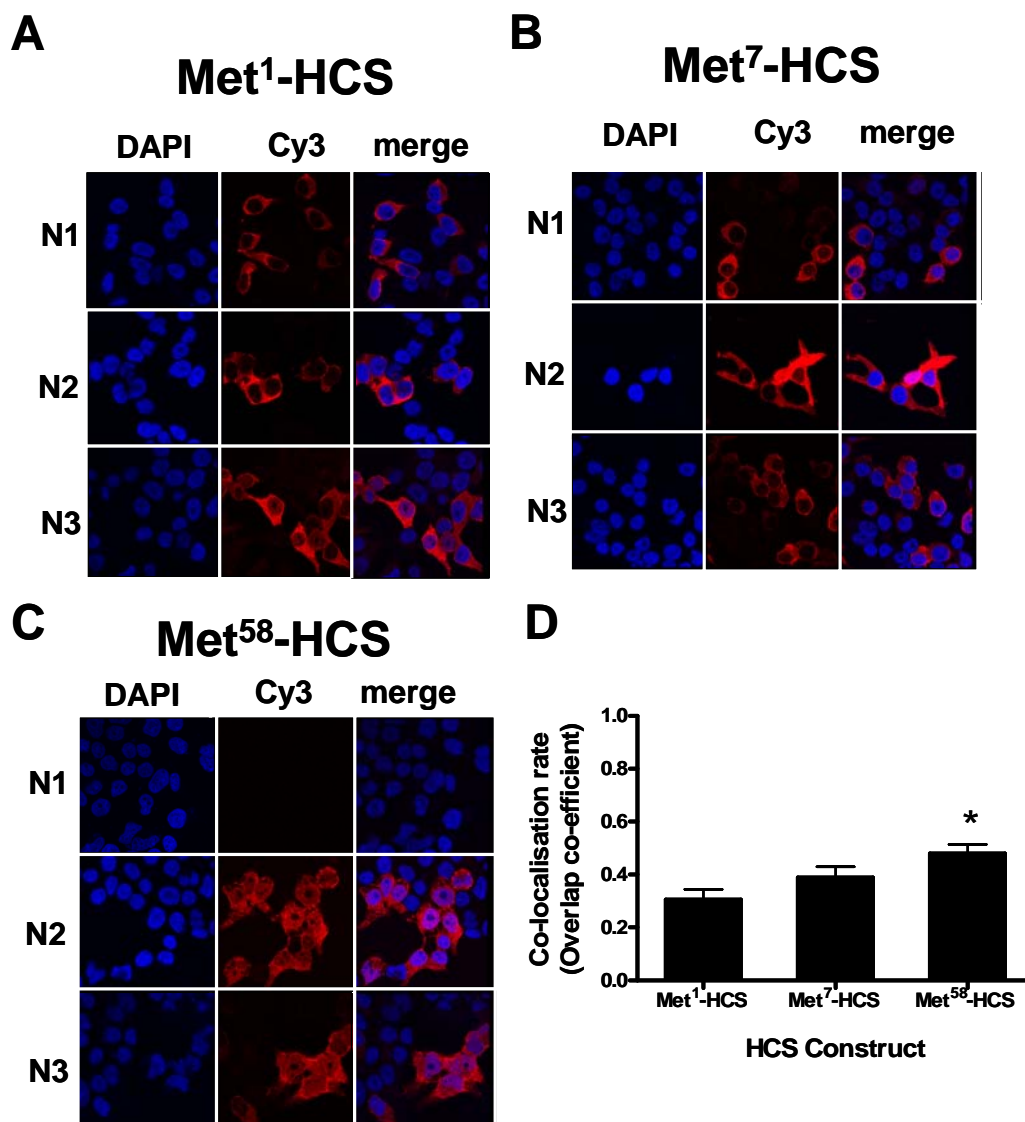 A
Met¹-HCS
DAPI Cy3 merge
N1
N2
N3
B
Met⁷-HCS
DAPI Cy3 merge
N1
N2
N3
C
Met⁵⁸-HCS
DAPI Cy3 merge
N1
N2
N3
D
Co-localisation rate
(Overlap co-efficient)
1.0
0.8
0.6
0.4
0.2
0.0
*
Met¹-HCS Met⁷-HCS Met⁵⁸-HCS
HCS Construct